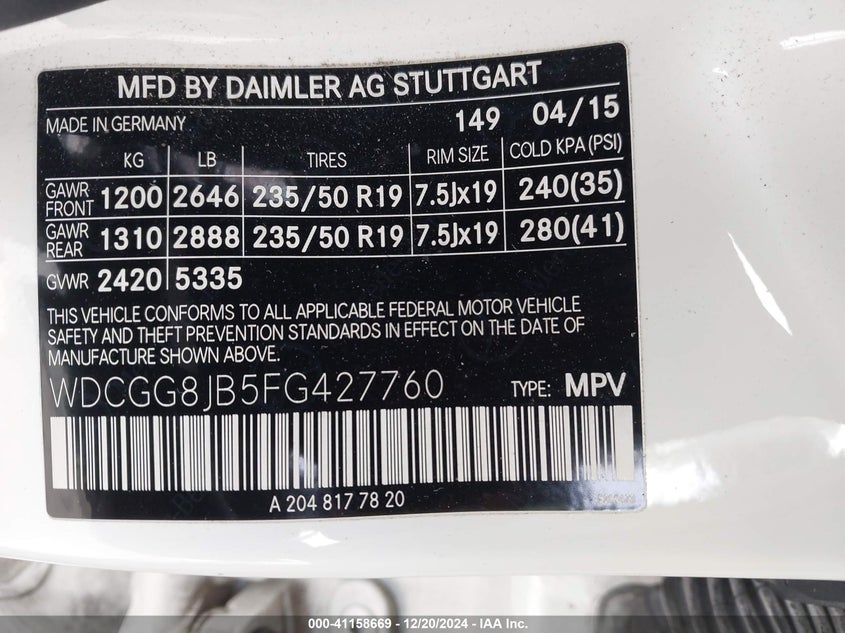 MFD BY DAIMLER AG STUTTGART
MADE IN GERMANY 149 04/15
KG LB TIRES RIM SIZE COLD KPA (PSI)
GAWR FRONT 1200 2646 235/50 R19 7.5Jx19 240(35)
GAWR REAR 1310 2888 235/50 R19 7.5Jx19 280(41)
GVWR 2420 5335
THIS VEHICLE CONFORMS TO ALL APPLICABLE FEDERAL MOTOR VEHICLE
SAFETY AND THEFT PREVENTION STANDARDS IN EFFECT ON THE DATE OF
MANUFACTURE SHOWN ABOVE.
WDCGG8JB5FG427760 TYPE: MPV
A 204 817 78 20
000-41158669 - 12/20/2024 - IAA Inc.